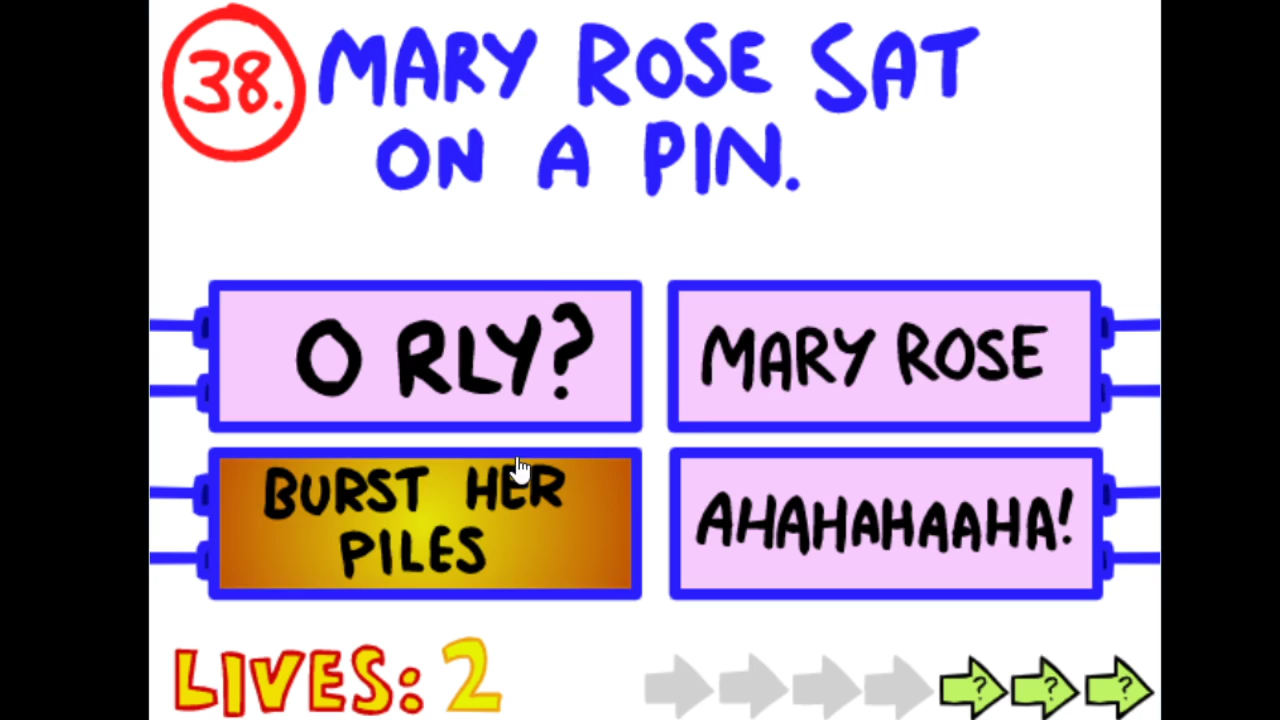 38. MARY ROSE SAT
ON A PIN.
O RLY?
MARY ROSE
BURST HER
PILES
AHAHAHAAHA!
LIVES: 2
? ? ?